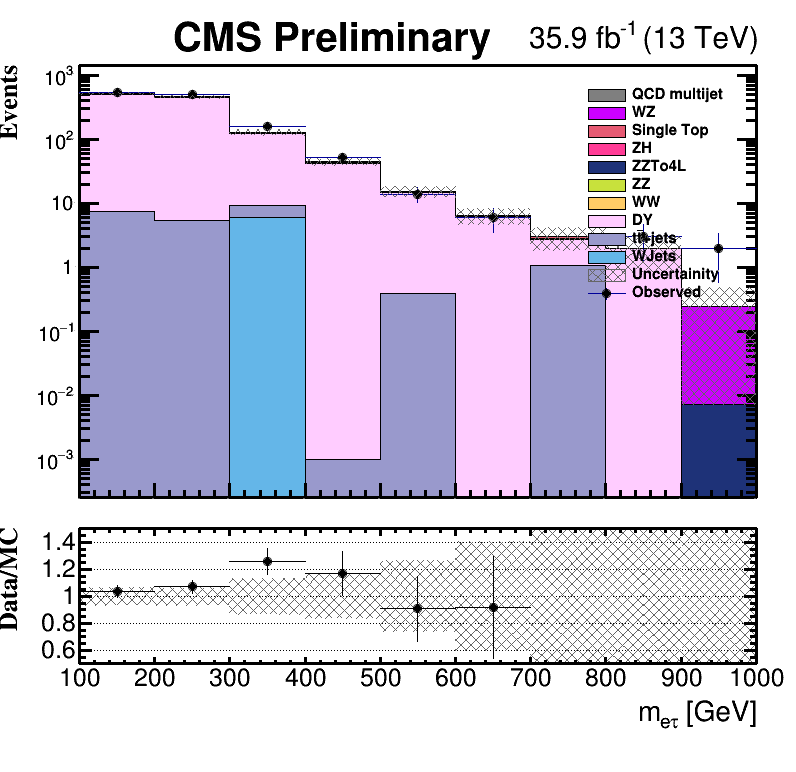 CMS Preliminary 35.9 fb⁻¹ (13 TeV)
Events
10³
10²
10
1
10⁻¹
10⁻²
10⁻³
QCD multijet
WZ
Single Top
ZH
ZZTo4L
ZZ
WW
DY
tt+jets
WJets
Uncertainity
Observed
Data/MC
1.4
1.2
1
0.8
0.6
100 200 300 400 500 600 700 800 900 1000
m_eτ [GeV]